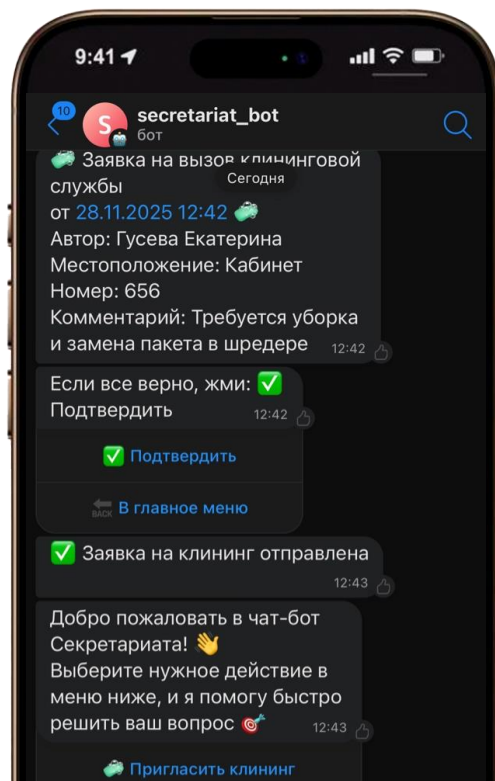 9:41
10
S
secretariat_bot
бот
🧼 Заявка на вызов клининговой
службы
Сегодня
от 28.11.2025 12:42 🧼
Автор: Гусева Екатерина
Местоположение: Кабинет
Номер: 656
Комментарий: Требуется уборка
и замена пакета в шредере 12:42
Если все верно, жми: ✅
Подтвердить 12:42
✅ Подтвердить
BACK В главное меню
✅ Заявка на клининг отправлена
12:43
Добро пожаловать в чат-бот
Секретариата! 👋
Выберите нужное действие в
меню ниже, и я помогу быстро
решить ваш вопрос 🎯 12:43
🧼 Пригласить клининг